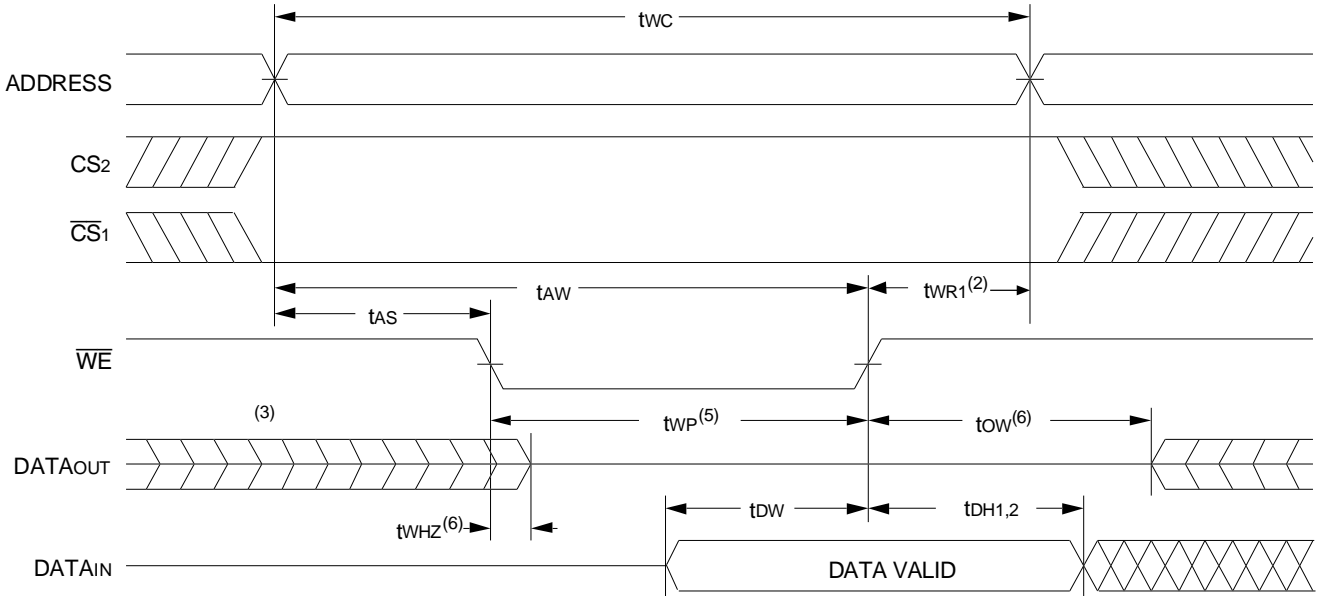 tWC
ADDRESS
CS2
CS1
tAW
tWR1(2)
tAS
WE
(3)
tWP(5)
tOW(6)
DATAOUT
tWHZ(6)
tDW
tDH1,2
DATAIN
DATA VALID